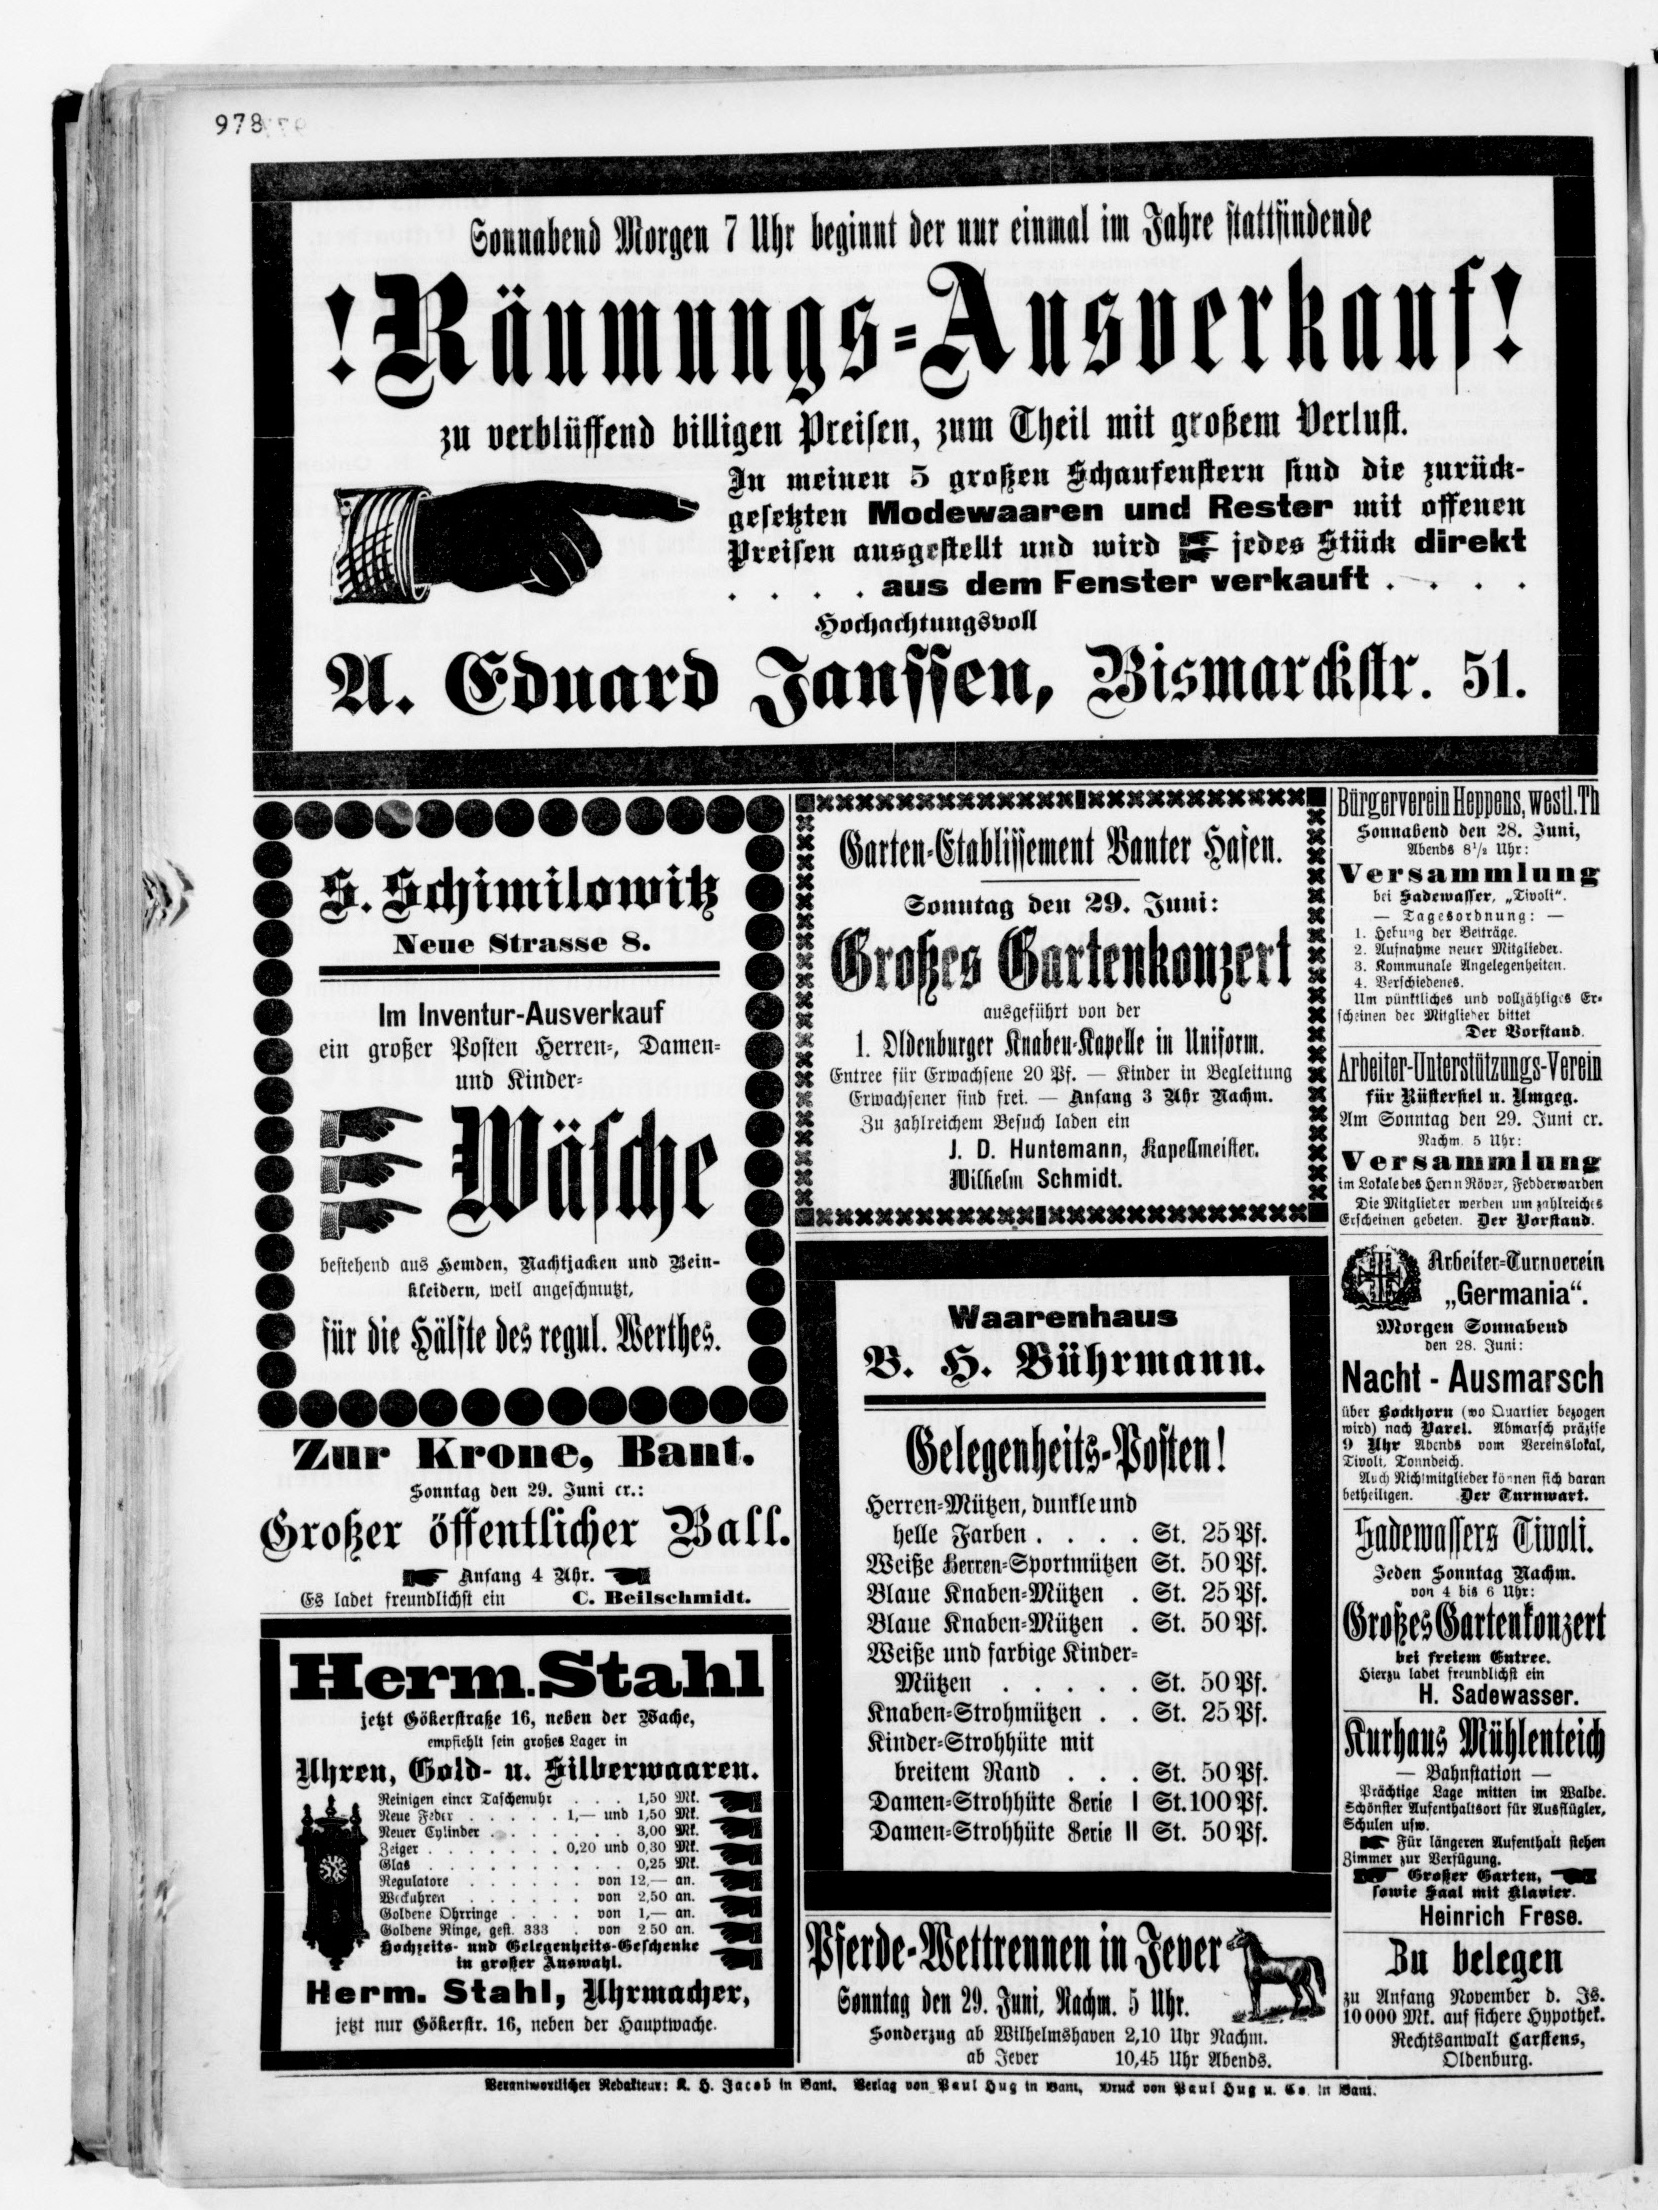 978
Sonnabend Morgen 7 Uhr beginnt der nur einmal im Jahre stattfindende
! Räumungs-Ausverkauf!
zu verblüffend billigen Preisen, zum Theil mit großem Verlust.
In meinen 5 großen Schaufenstern sind die zurück-
gesetzten Modewaaren und Rester mit offenen
Preisen ausgestellt und wird jedes Stück direkt
. . . . aus dem Fenster verkauft . . . .
Hochachtungsvoll
A. Eduard Janssen, Bismarckstr. 51.
S. Schimilowitz
Neue Strasse 8.
Im Inventur-Ausverkauf
ein großer Posten Herren-, Damen-
und Kinder-
Wäsche
bestehend aus Hemden, Nachtjacken und Bein-
kleidern, weil angeschmutzt,
für die Hälfte des regul. Werthes.
Zur Krone, Bant.
Sonntag den 29. Juni cr.:
Großer öffentlicher Ball.
Anfang 4 Uhr.
Es ladet freundlichst ein C. Beilschmidt.
Herm. Stahl
jetzt Gökerstraße 16, neben der Wache,
empfiehlt sein großes Lager in
Uhren, Gold- u. Silberwaaren.
Reinigen einer Taschenuhr . . . 1,50 Mk.
Neue Feder . . . . . 1,— und 1,50 Mk.
Neuer Cylinder . . . . . . . 3,00 Mk.
Zeiger . . . . . . . 0,20 und 0,30 Mk.
Glas . . . . . . . . . . 0,25 Mk.
Regulatore . . . . . . von 12,— an.
Weckuhren . . . . . . von 2,50 an.
Goldene Ohrringe . . . . von 1,— an.
Goldene Ringe, gest. 333 . von 2 50 an.
Hochzeits- und Gelegenheits-Geschenke
in großer Auswahl.
Herm. Stahl, Uhrmacher,
jetzt nur Gökerstr. 16, neben der Hauptwache.
Garten-Etablissement Banter Hafen.
Sonntag den 29. Juni:
Großes Gartenkonzert
ausgeführt von der
1. Oldenburger Knaben-Kapelle in Uniform.
Entree für Erwachsene 20 Pf. — Kinder in Begleitung
Erwachsener sind frei. — Anfang 3 Uhr Nachm.
Zu zahlreichem Besuch laden ein
J. D. Huntemann, Kapellmeister.
Wilhelm Schmidt.
Waarenhaus
B. H. Bührmann.
Gelegenheits-Posten!
Herren-Mützen, dunkle und
helle Farben . . . . St. 25 Pf.
Weiße Herren-Sportmützen St. 50 Pf.
Blaue Knaben-Mützen . St. 25 Pf.
Blaue Knaben-Mützen . St. 50 Pf.
Weiße und farbige Kinder-
Mützen . . . . . St. 50 Pf.
Knaben-Strohmützen . . St. 25 Pf.
Kinder-Strohhüte mit
breitem Rand . . . St. 50 Pf.
Damen-Strohhüte Serie I St. 100 Pf.
Damen-Strohhüte Serie II St. 50 Pf.
Pferde-Wettrennen in Jever
Sonntag den 29. Juni, Nachm. 5 Uhr.
Sonderzug ab Wilhelmshaven 2,10 Uhr Nachm.
ab Jever 10,45 Uhr Abends.
Bürgerverein Heppens, westl. Th
Sonnabend den 28. Juni,
Abends 8½ Uhr:
Versammlung
bei Sadewasser, „Tivoli“.
— Tagesordnung: —
1. Hebung der Beiträge.
2. Aufnahme neuer Mitglieder.
3. Kommunale Angelegenheiten.
4. Verschiedenes.
Um pünktliches und vollzähliges Er-
scheinen der Mitglieder bittet
Der Vorstand.
Arbeiter-Unterstützungs-Verein
für Rüstersiel u. Umgeg.
Am Sonntag den 29. Juni cr.
Nachm. 5 Uhr:
Versammlung
im Lokale des Herrn Röver, Fedderwarden
Die Mitglieder werden um zahlreiches
Erscheinen gebeten. Der Vorstand.
Arbeiter-Turnverein
„Germania“.
Morgen Sonnabend
den 28. Juni:
Nacht - Ausmarsch
über Bockhorn (wo Quartier bezogen
wird) nach Varel. Abmarsch präzise
9 Uhr Abends vom Vereinslokal,
Tivoli, Tonndeich.
Auch Nichtmitglieder können sich daran
betheiligen. Der Turnwart.
Sadewassers Tivoli.
Jeden Sonntag Nachm.
von 4 bis 6 Uhr:
Großes Gartenkonzert
bei freiem Entree.
Hierzu ladet freundlichst ein
H. Sadewasser.
Kurhaus Mühlenteich
— Bahnstation —
Prächtige Lage mitten im Walde.
Schönster Aufenthaltsort für Ausflügler,
Schulen usw.
Für längeren Aufenthalt stehen
Zimmer zur Verfügung.
Großer Garten,
sowie Saal mit Klavier.
Heinrich Frese.
Zu belegen
zu Anfang November d. Js.
10 000 Mk. auf sichere Hypothek.
Rechtsanwalt Carstens,
Oldenburg.
Verantwortlicher Redakteur: K. H. Jacob in Bant. Verlag von Paul Hug in Bant, Druck von Paul Hug u. Co. in Bant.